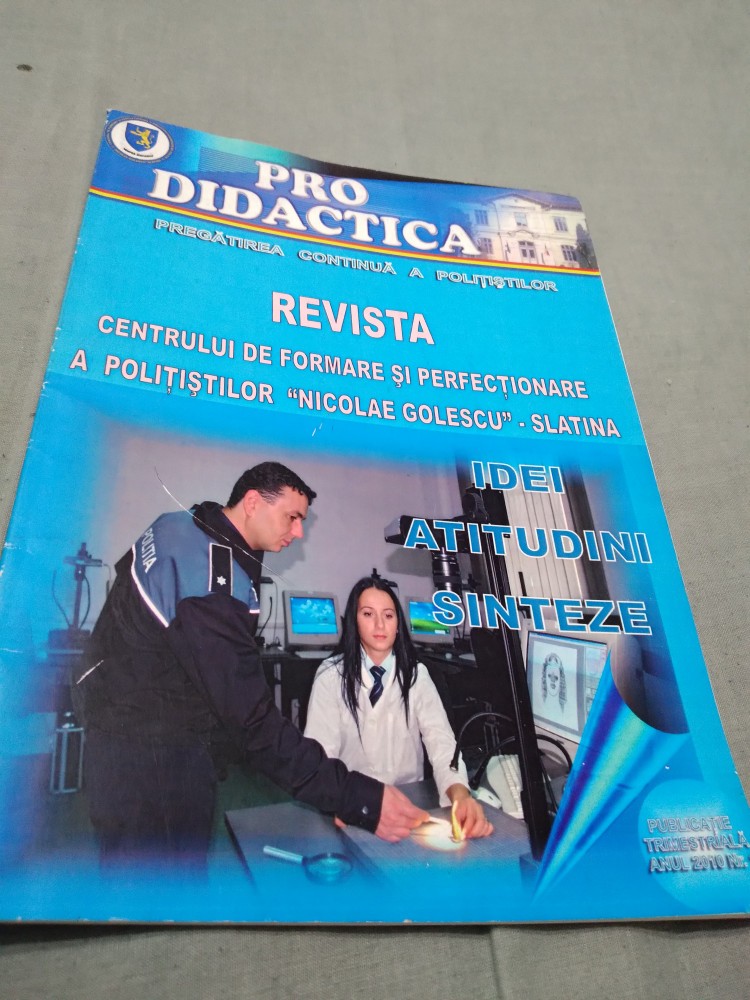 PRO
DIDACTICA
PREGĂTIREA CONTINUĂ A POLIȚIȘTILOR
REVISTA
CENTRULUI DE FORMARE ȘI PERFECȚIONARE
A POLIȚIȘTILOR “NICOLAE GOLESCU” - SLATINA
IDEI
ATITUDINI
SINTEZE
POLIȚIA
PUBLICAȚIE
TRIMESTRIALĂ
ANUL 2010 Nr.